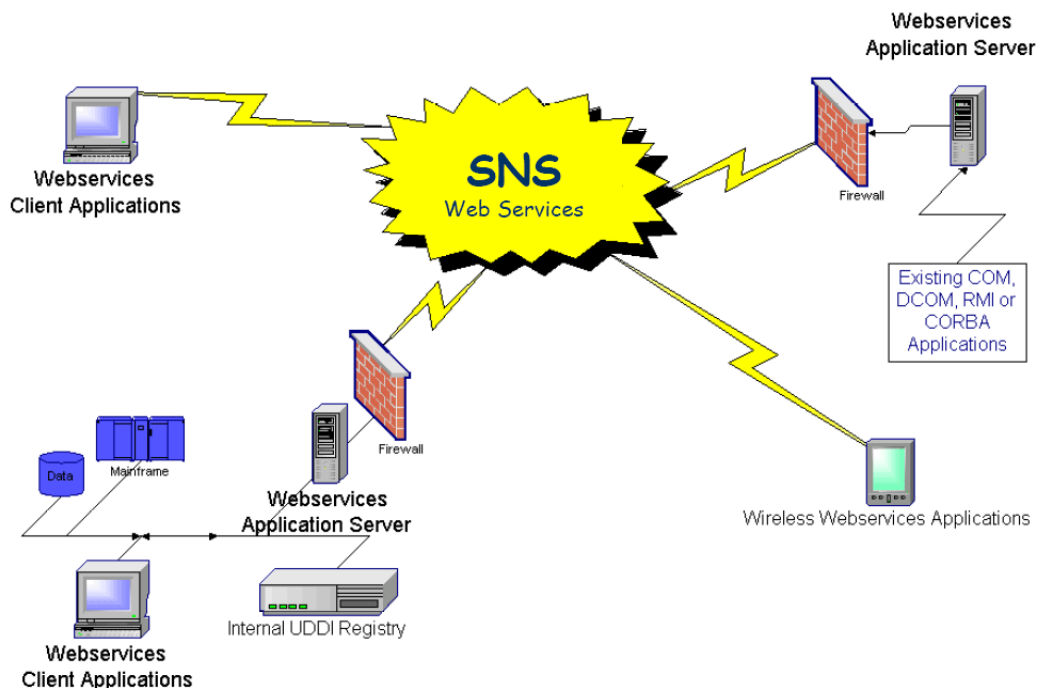 Webservices
Application Server
Webservices
Client Applications
SNS
Web Services
Firewall
Existing COM,
DCOM, RMI or
CORBA
Applications
Firewall
Data
Mainframe
Webservices
Application Server
Wireless Webservices Applications
Internal UDDI Registry
Webservices
Client Applications